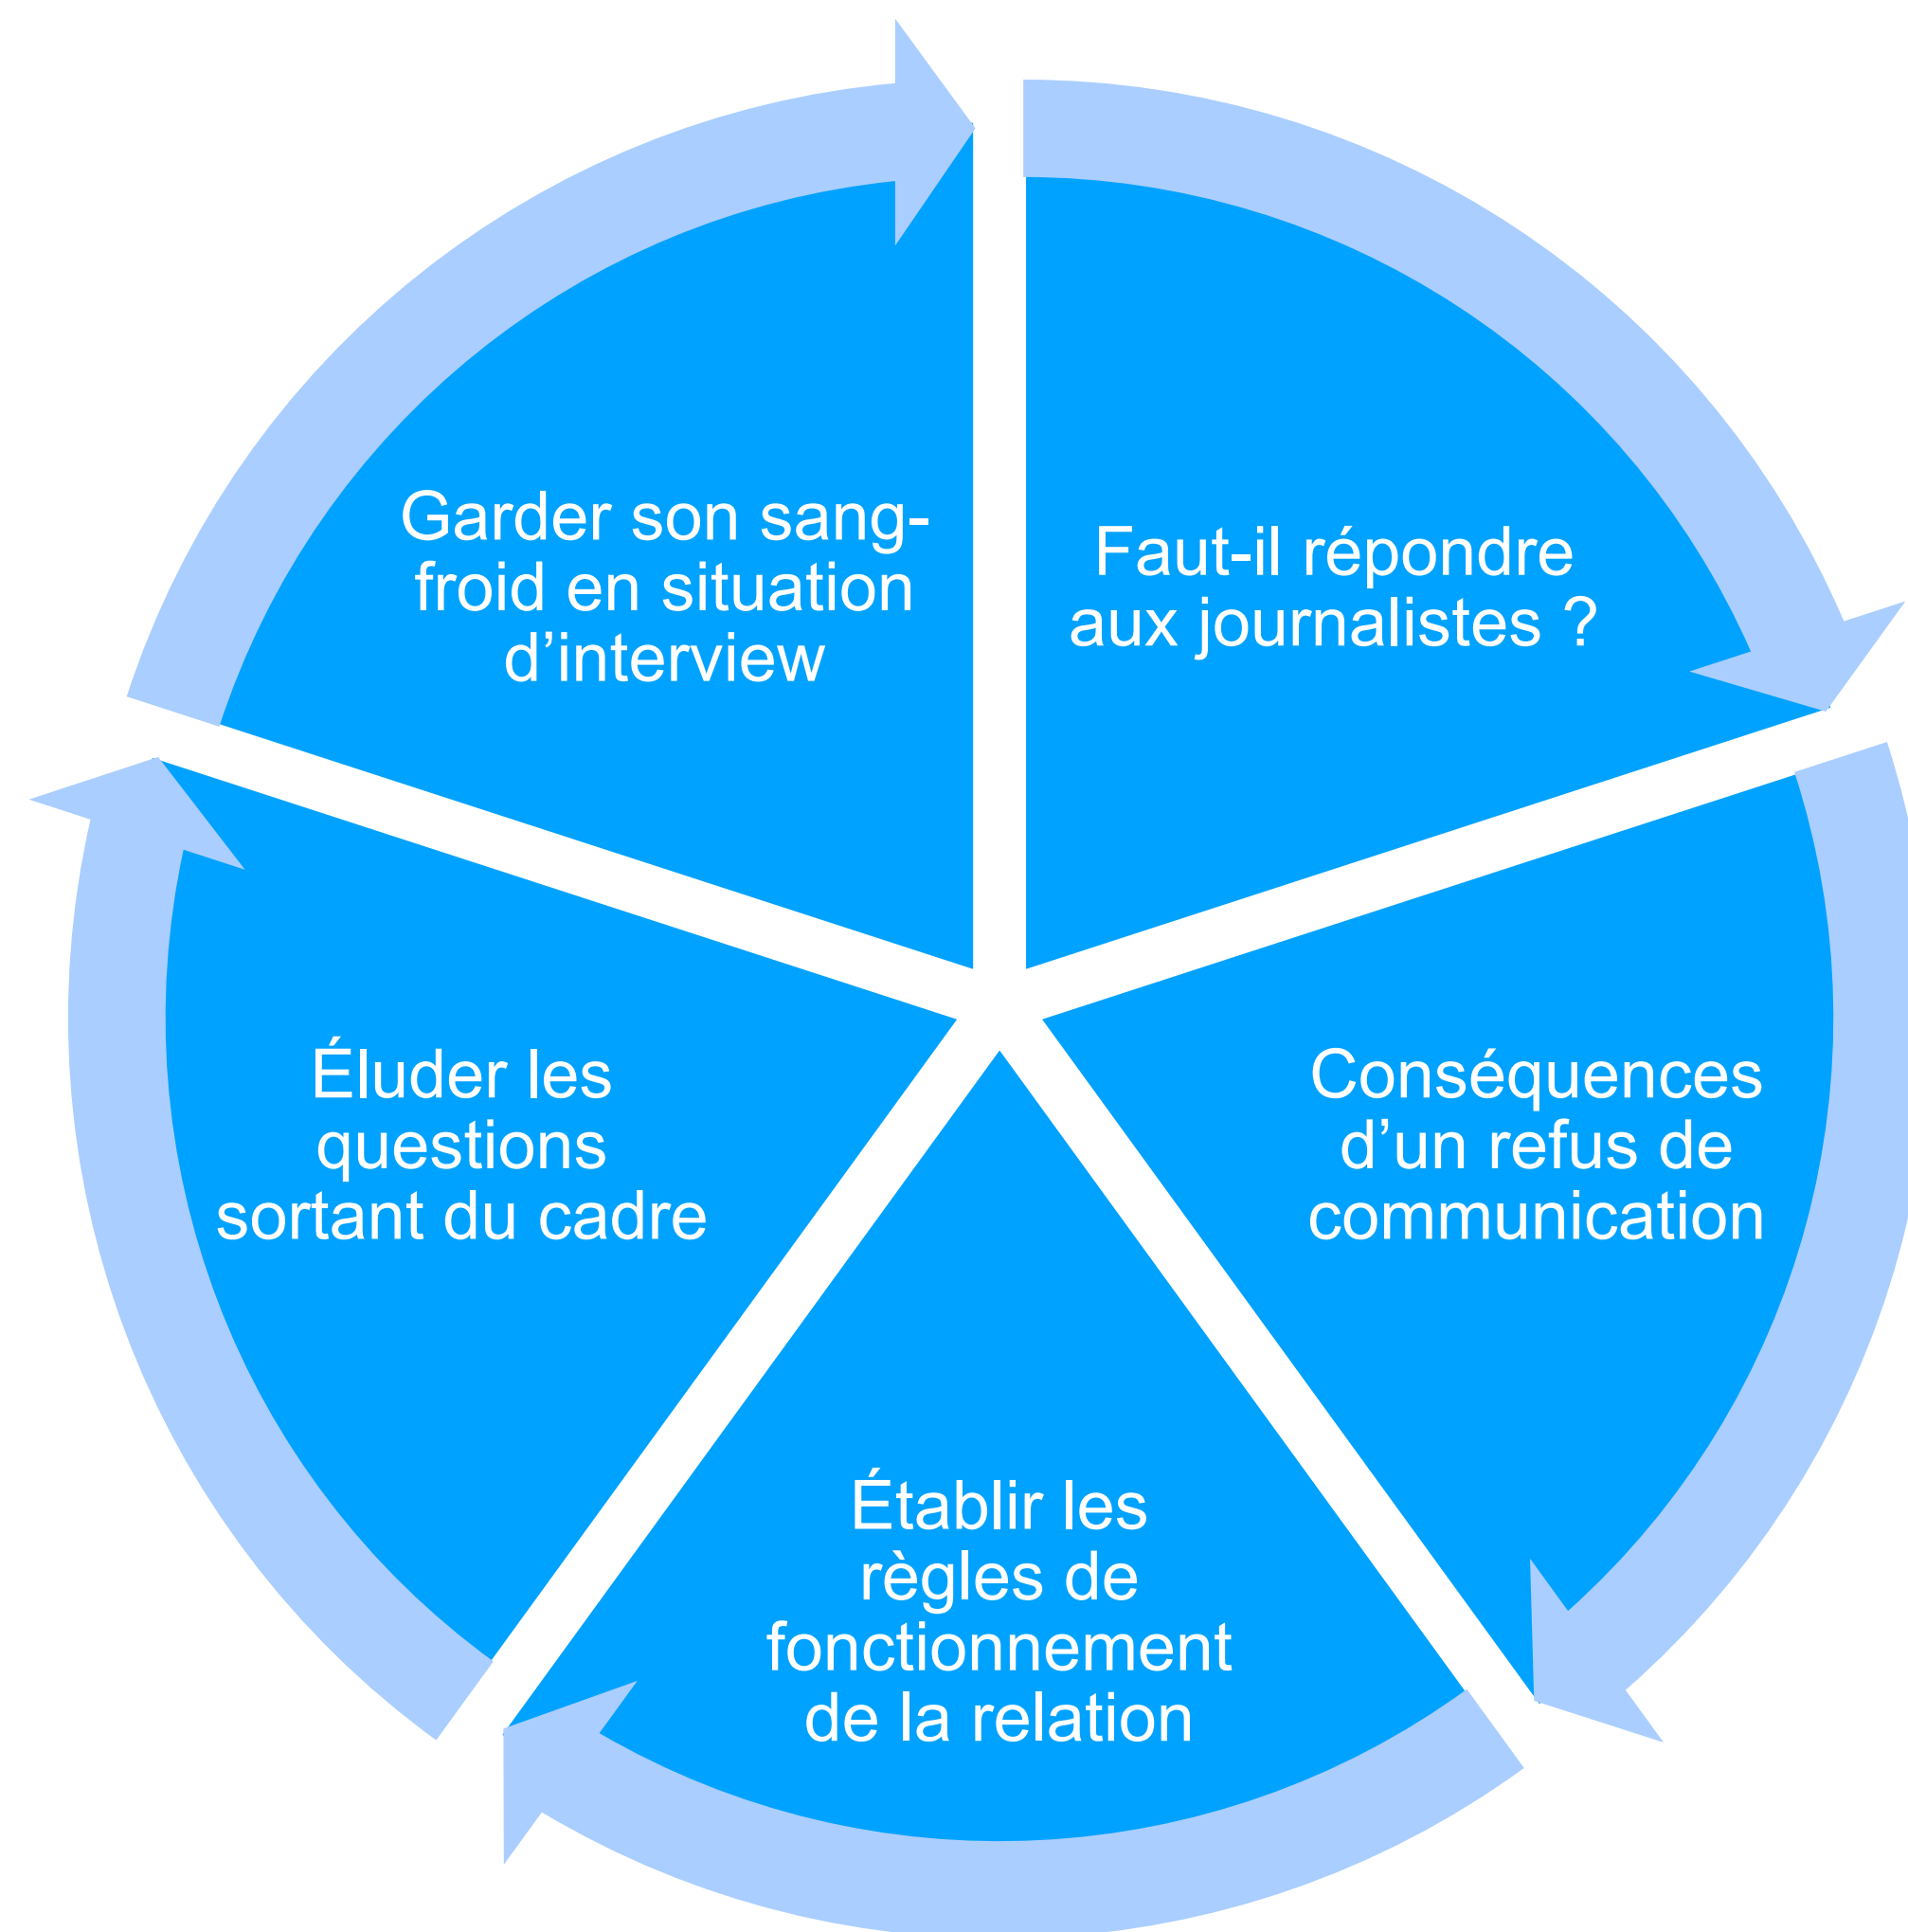 Garder son sang-
froid en situation
d’interview
Faut-il répondre
aux journalistes ?
Conséquences
d’un refus de
communication
Établir les
règles de
fonctionnement
de la relation
Éluder les
questions
sortant du cadre